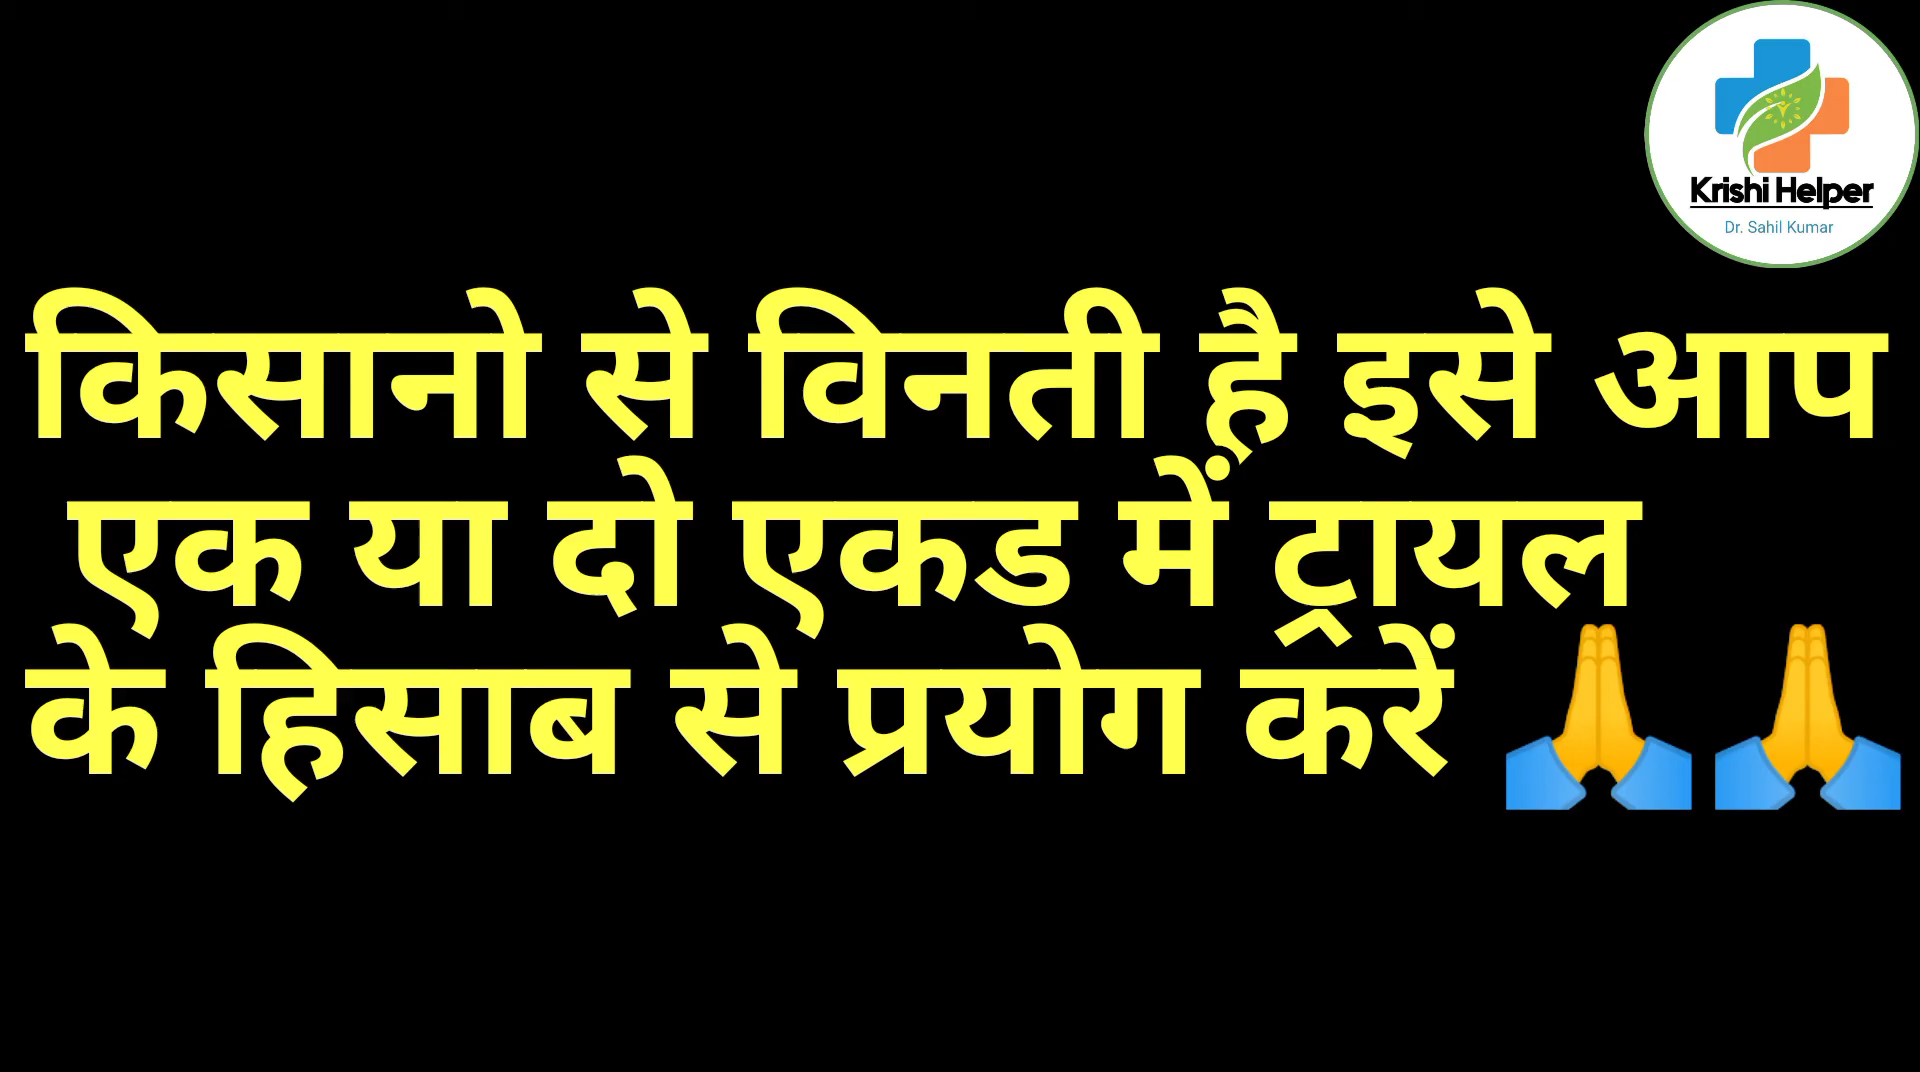 Krishi Helper
Dr. Sahil Kumar
किसानो से विनती है इसे आप
एक या दो एकड में ट्रायल
के हिसाब से प्रयोग करें 🙏🙏